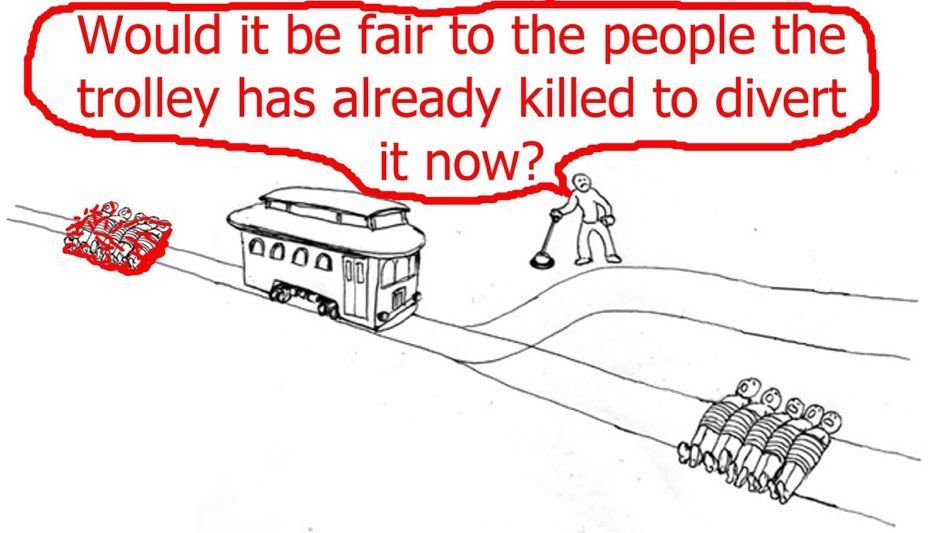 Would it be fair to the people the
trolley has already killed to divert
it now?